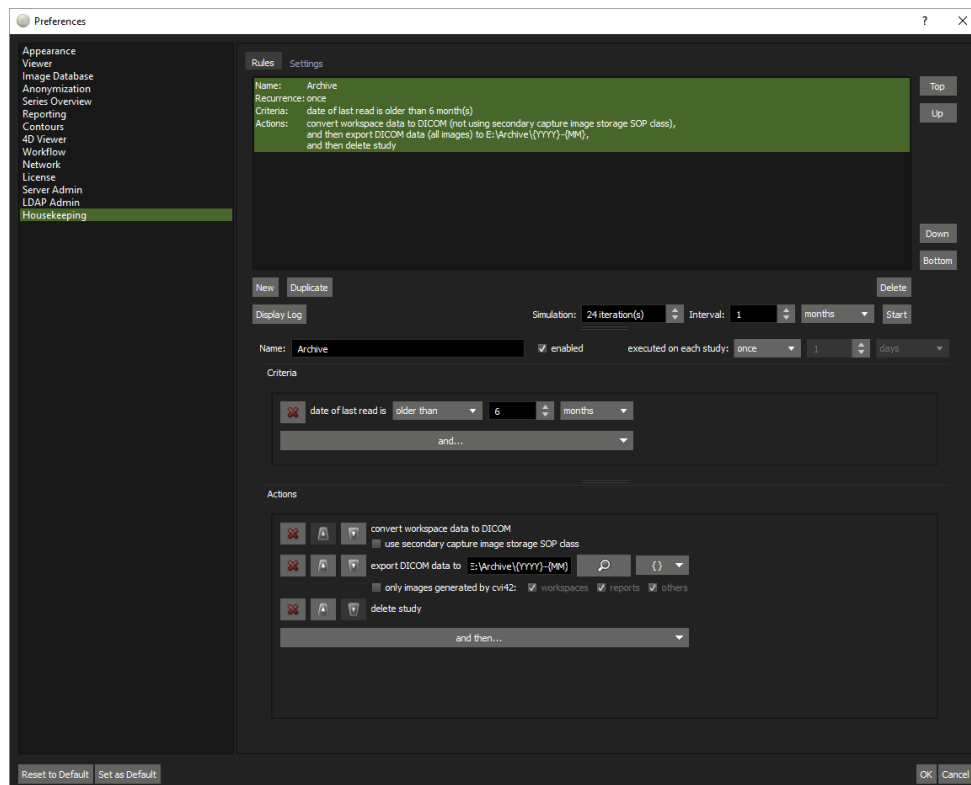 Preferences
?
Appearance
Viewer
Image Database
Anonymization
Series Overview
Reporting
Contours
4D Viewer
Workflow
Network
License
Server Admin
LDAP Admin
Housekeeping
Rules Settings
Name: Archive
Recurrence: once
Criteria: date of last read is older than 6 month(s)
Actions: convert workspace data to DICOM (not using secondary capture image storage SOP class),
and then export DICOM data (all images) to E:\Archive\{YYYY}-{MM},
and then delete study
Top
Up
Down
Bottom
New Duplicate Delete
Display Log Simulation: 24 iteration(s) Interval: 1 months Start
Name: Archive enabled executed on each study: once 1 days
Criteria
date of last read is older than 6 months
and...
Actions
convert workspace data to DICOM
use secondary capture image storage SOP class
export DICOM data to E:\Archive\{YYYY}-{MM} {}
only images generated by cvi42: workspaces reports others
delete study
and then...
Reset to Default Set as Default OK Cancel